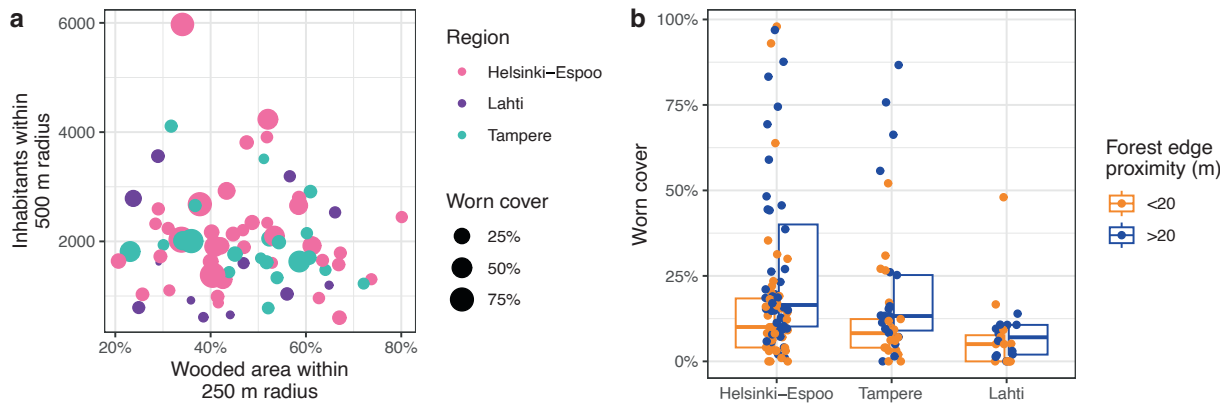 a
6000
4000
2000
Inhabitants within
500 m radius
20%
40%
60%
80%
Wooded area within
250 m radius
Region
Helsinki−Espoo
Lahti
Tampere
Worn cover
25%
50%
75%
b
100%
75%
50%
25%
0%
Worn cover
Helsinki−Espoo
Tampere
Lahti
Forest edge
proximity (m)
<20
>20